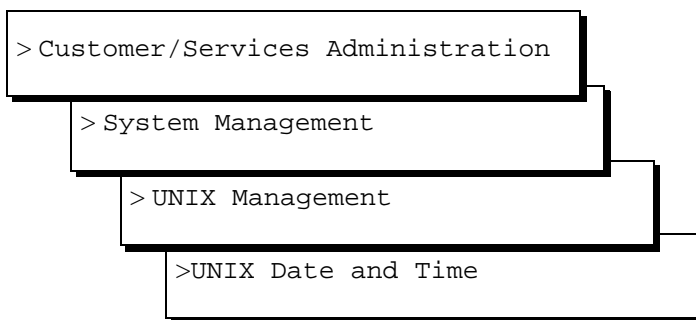 > Customer/Services Administration
> System Management
> UNIX Management
>UNIX Date and Time